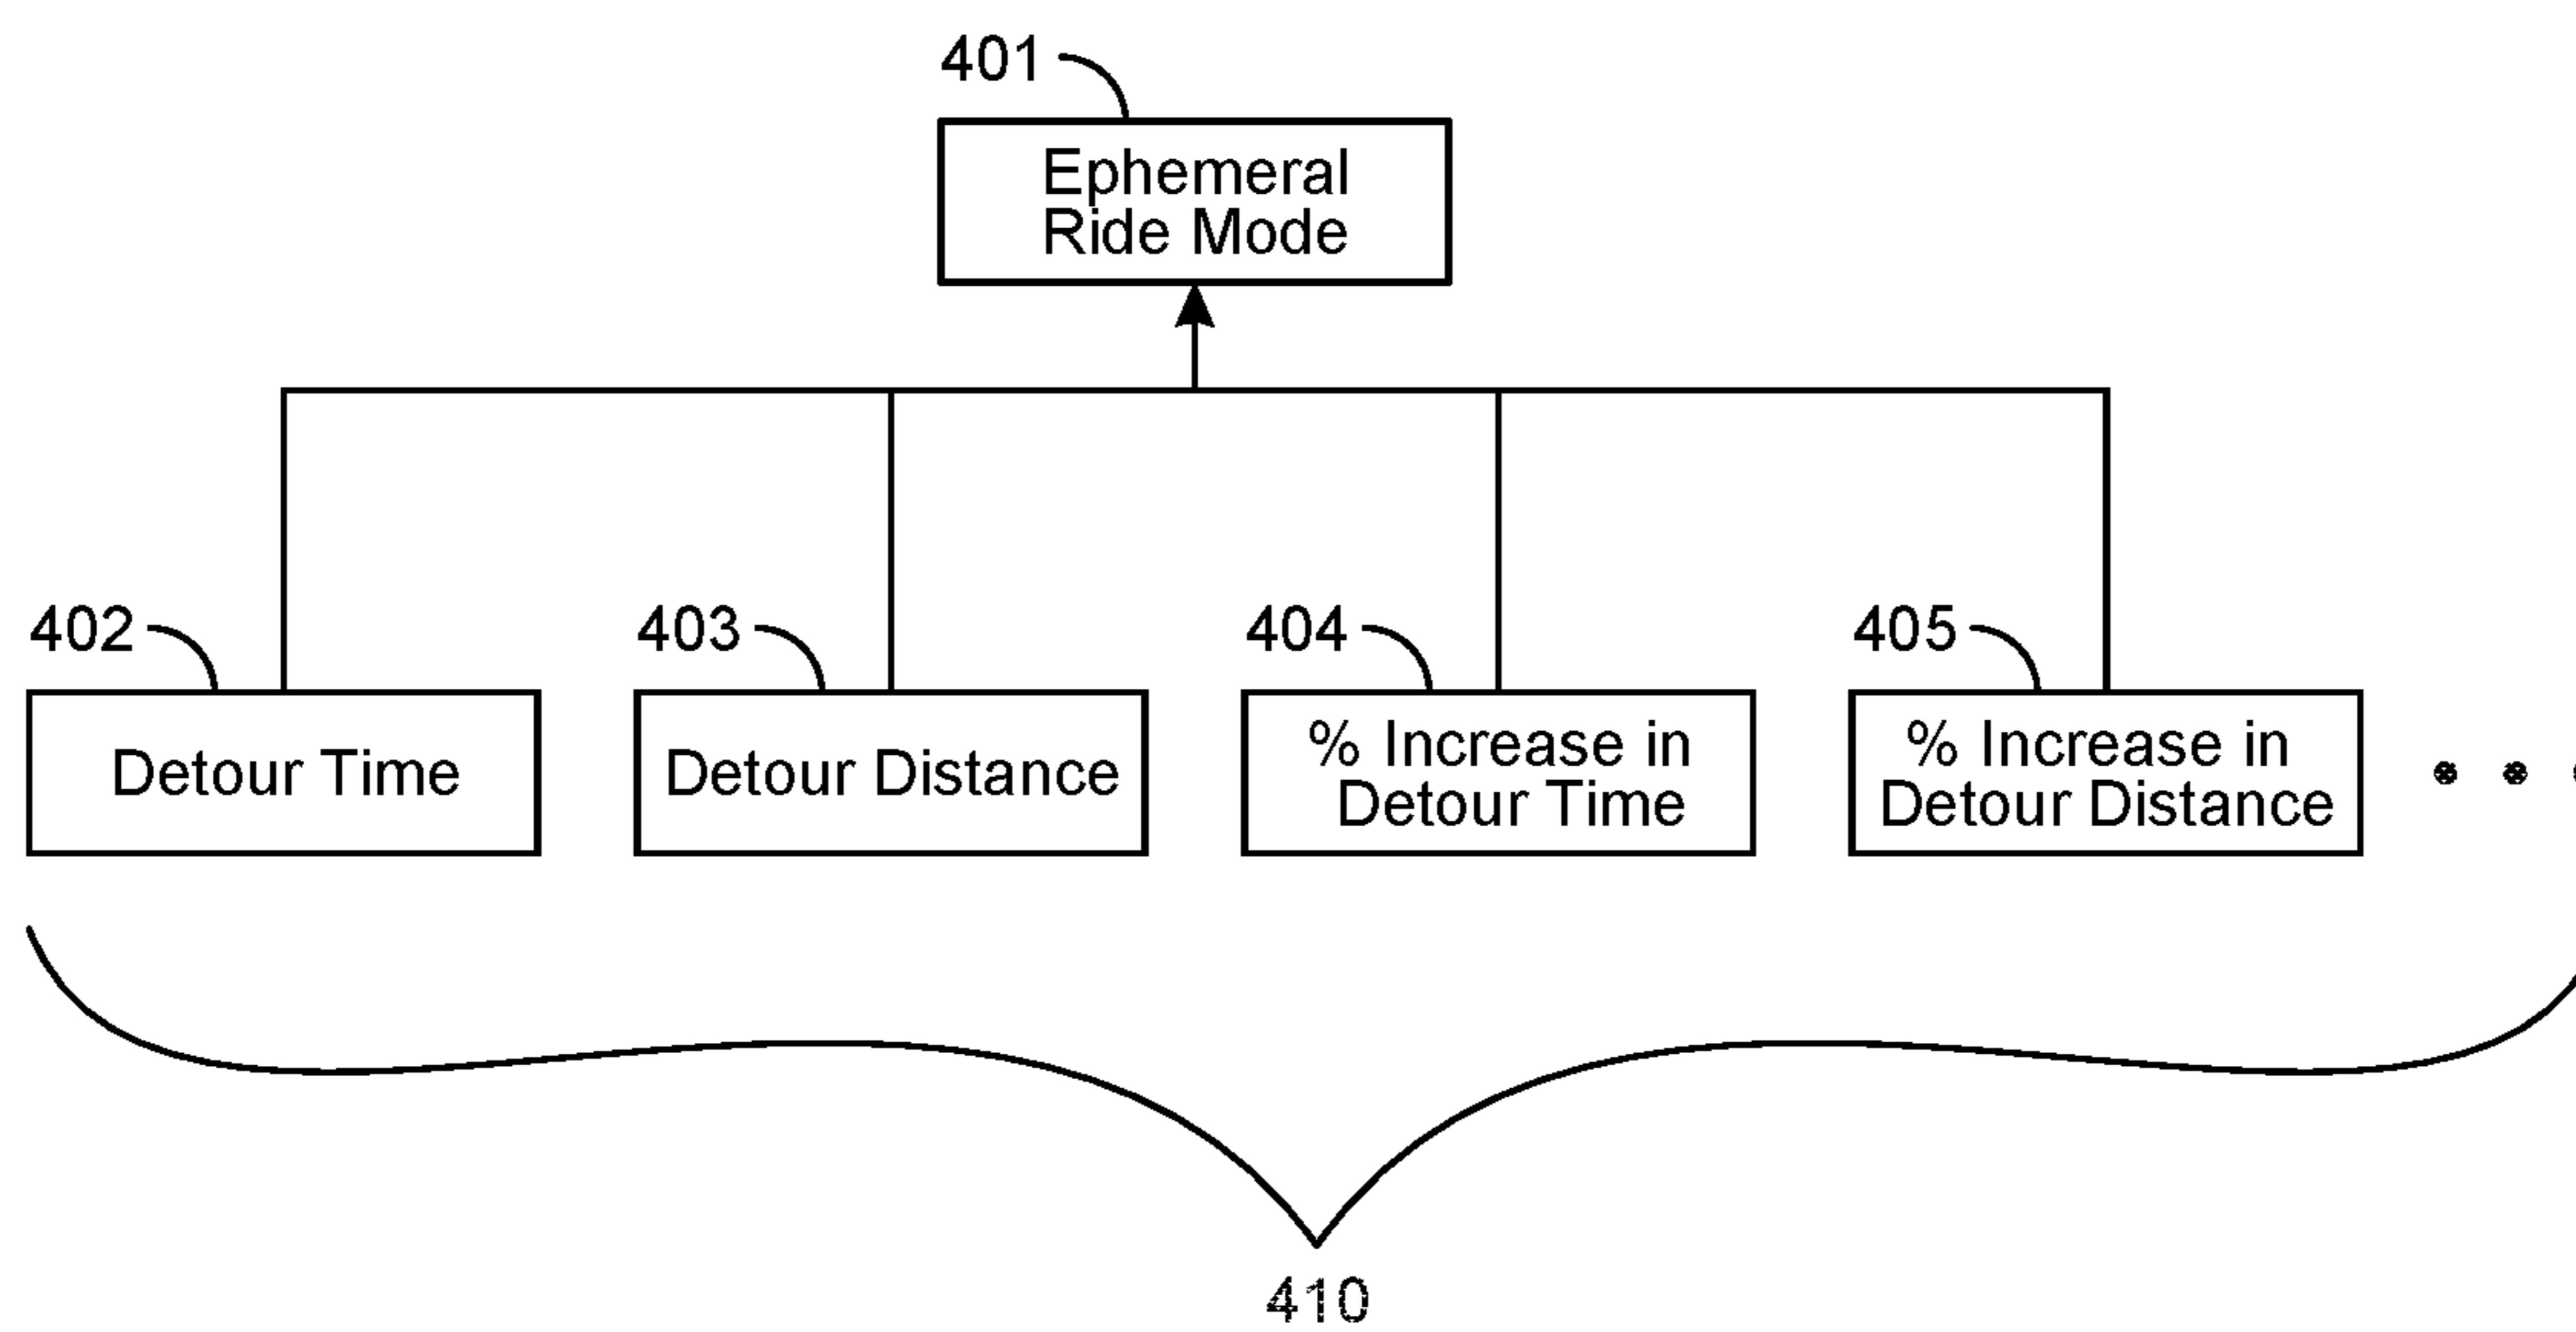 401
Ephemeral
Ride Mode
402
403
404
405
Detour Time
Detour Distance
% Increase in
Detour Time
% Increase in
Detour Distance
410